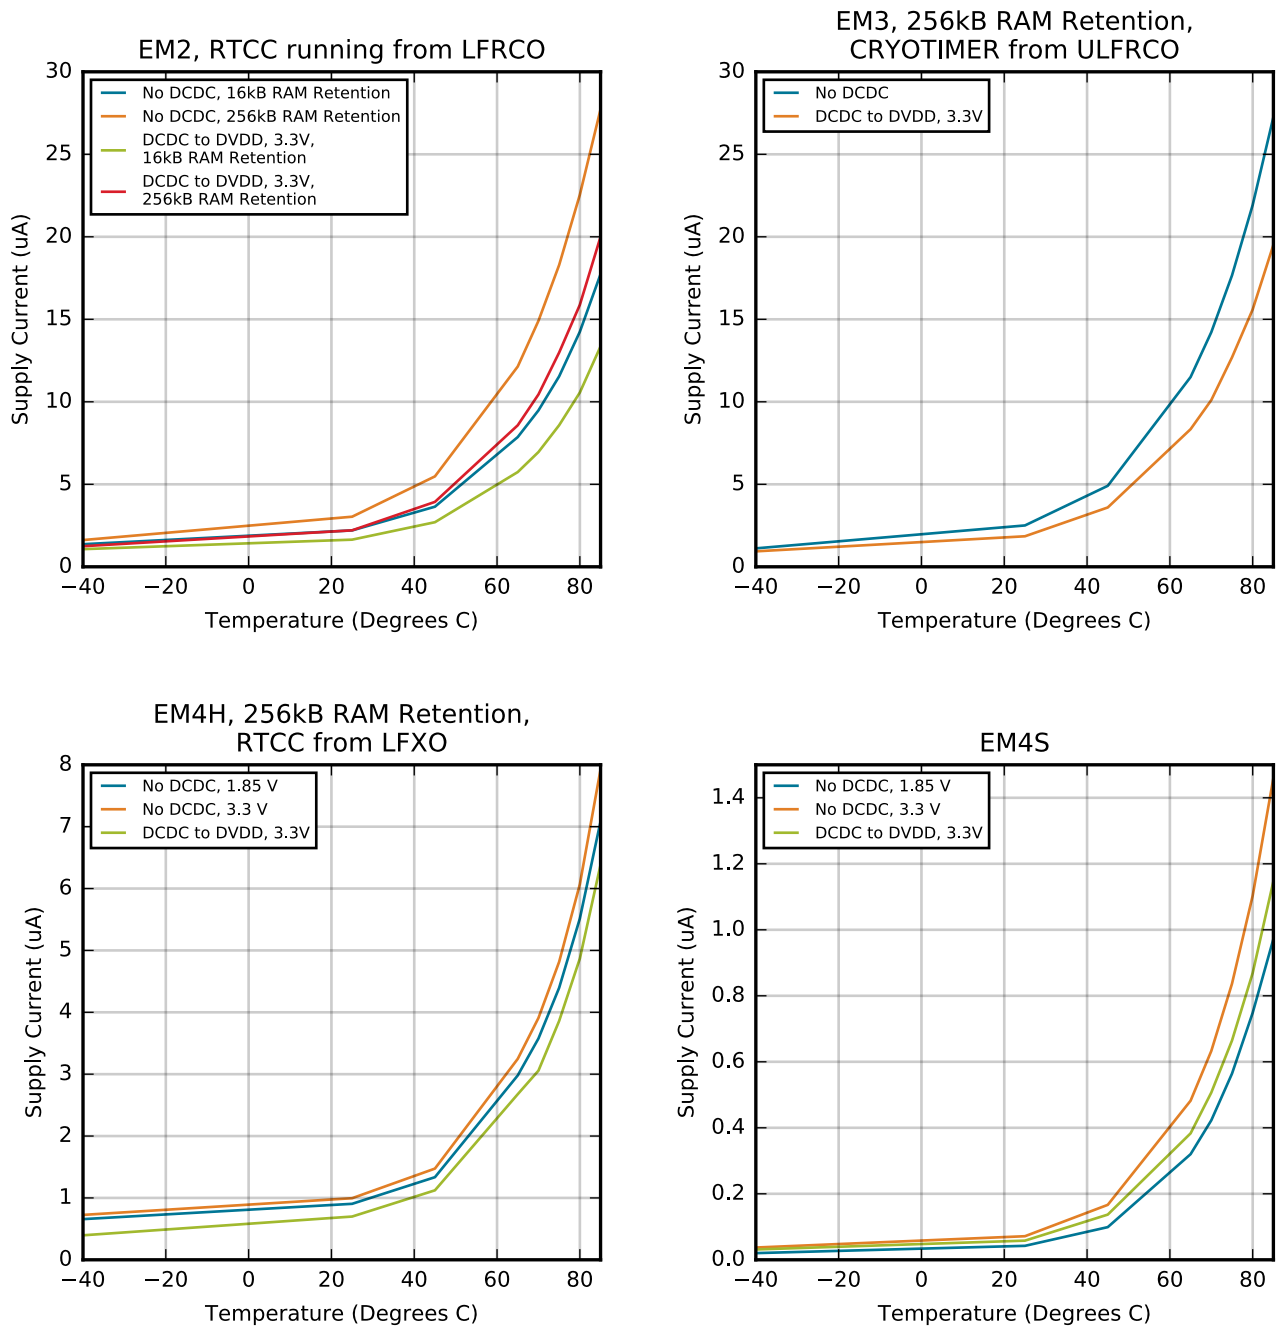 EM2, RTCC running from LFRCO
30
25
20
15
10
5
0
Supply Current (uA)
No DCDC, 16kB RAM Retention
No DCDC, 256kB RAM Retention
DCDC to DVDD, 3.3V,
16kB RAM Retention
DCDC to DVDD, 3.3V,
256kB RAM Retention
−40 −20 0 20 40 60 80
Temperature (Degrees C)
EM3, 256kB RAM Retention,
CRYOTIMER from ULFRCO
30
25
20
15
10
5
0
Supply Current (uA)
No DCDC
DCDC to DVDD, 3.3V
−40 −20 0 20 40 60 80
Temperature (Degrees C)
EM4H, 256kB RAM Retention,
RTCC from LFXO
8
7
6
5
4
3
2
1
0
Supply Current (uA)
No DCDC, 1.85 V
No DCDC, 3.3 V
DCDC to DVDD, 3.3V
−40 −20 0 20 40 60 80
Temperature (Degrees C)
EM4S
1.4
1.2
1.0
0.8
0.6
0.4
0.2
0.0
Supply Current (uA)
No DCDC, 1.85 V
No DCDC, 3.3 V
DCDC to DVDD, 3.3V
−40 −20 0 20 40 60 80
Temperature (Degrees C)